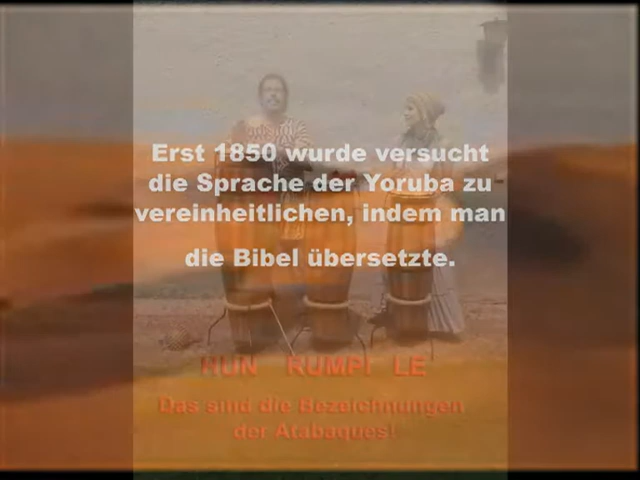 Erst 1850 wurde versucht
die Sprache der Yoruba zu
vereinheitlichen, indem man
die Bibel übersetzte.
HUN RUMPI LE
Das sind die Bezeichnungen
der Atabaques!